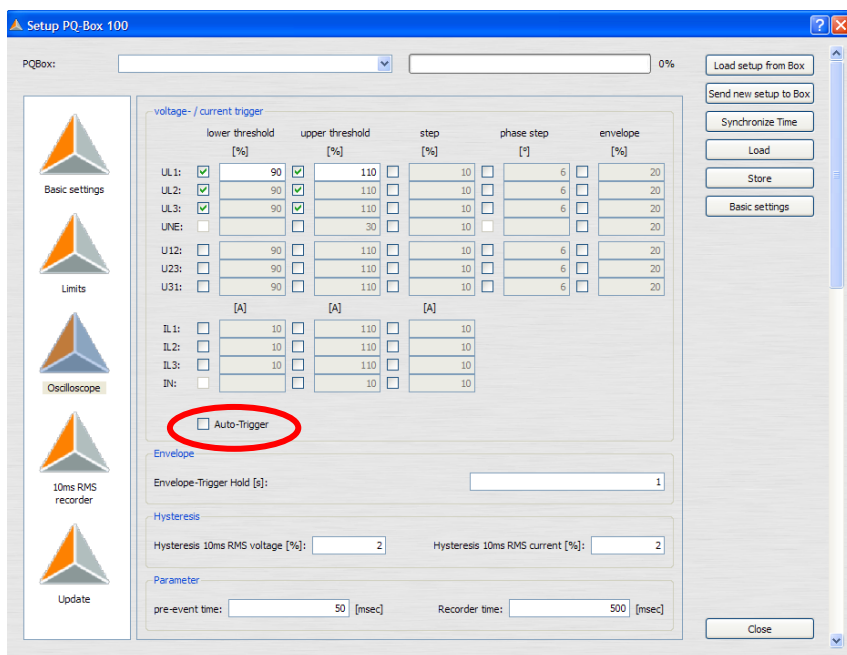 Setup PQ-Box 100
PQBox: 0% Load setup from Box
Send new setup to Box
Synchronize Time
Load
Store
Basic settings
Basic settings
Limits
Oscilloscope
10ms RMS
recorder
Update
voltage- / current trigger
lower threshold upper threshold step phase step envelope
[%] [%] [%] [°] [%]
UL1: 90 110 10 6 20
UL2: 90 110 10 6 20
UL3: 90 110 10 6 20
UNE: 30 10 20
U12: 90 110 10 6 20
U23: 90 110 10 6 20
U31: 90 110 10 6 20
[A] [A] [A]
IL1: 10 110 10
IL2: 10 110 10
IL3: 10 110 10
IN: 10 10
Auto-Trigger
Envelope
Envelope-Trigger Hold [s]: 1
Hysteresis
Hysteresis 10ms RMS voltage [%]: 2 Hysteresis 10ms RMS current [%]: 2
Parameter
pre-event time: 50 [msec] Recorder time: 500 [msec]
Close